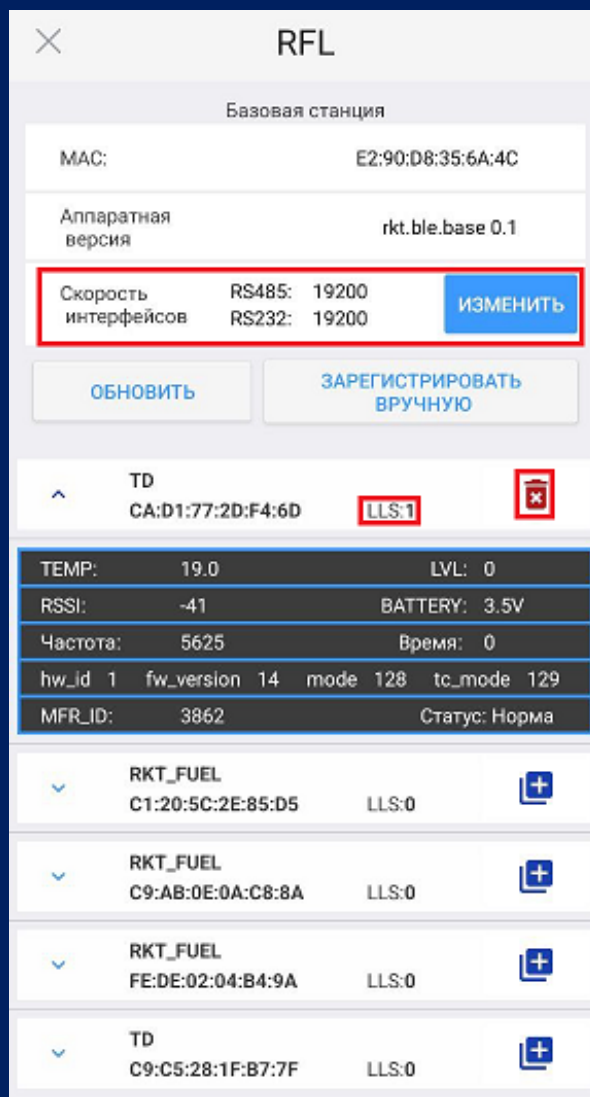 RFL
Базовая станция
MAC: E2:90:D8:35:6A:4C
Аппаратная
версия
rkt.ble.base 0.1
Скорость RS485: 19200
интерфейсов RS232: 19200
ИЗМЕНИТЬ
ОБНОВИТЬ
ЗАРЕГИСТРИРОВАТЬ
ВРУЧНУЮ
TD
CA:D1:77:2D:F4:6D LLS:1
TEMP: 19.0 LVL: 0
RSSI: -41 BATTERY: 3.5V
Частота: 5625 Время: 0
hw_id 1 fw_version 14 mode 128 tc_mode 129
MFR_ID: 3862 Статус: Норма
RKT_FUEL
C1:20:5C:2E:85:D5 LLS:0
RKT_FUEL
C9:AB:0E:0A:C8:8A LLS:0
RKT_FUEL
FE:DE:02:04:B4:9A LLS:0
TD
C9:C5:28:1F:B7:7F LLS:0